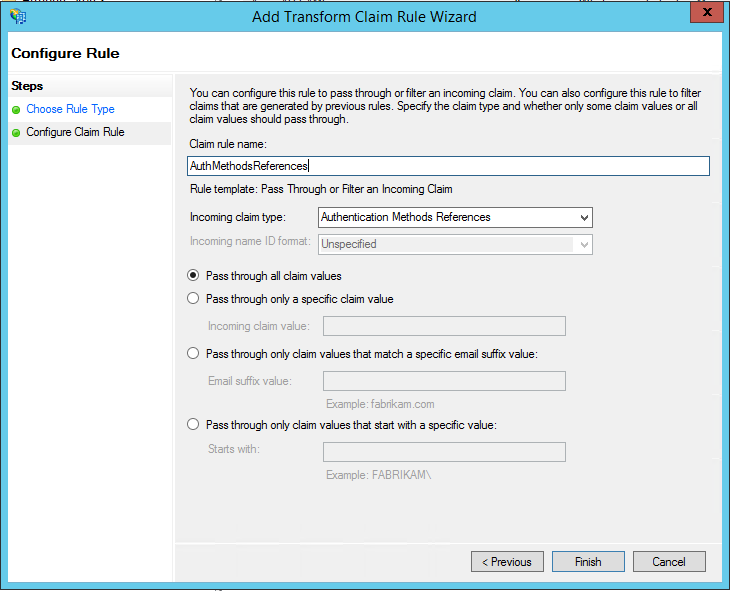 Add Transform Claim Rule Wizard
X
Configure Rule
Steps
Choose Rule Type
Configure Claim Rule
You can configure this rule to pass through or filter an incoming claim. You can also configure this rule to filter
claims that are generated by previous rules. Specify the claim type and whether only some claim values or all
claim values should pass through.
Claim rule name:
AuthMethodsReferences
Rule template: Pass Through or Filter an Incoming Claim
Incoming claim type: Authentication Methods References
Incoming name ID format: Unspecified
Pass through all claim values
Pass through only a specific claim value
Incoming claim value:
Pass through only claim values that match a specific email suffix value:
Email suffix value:
Example: fabrikam.com
Pass through only claim values that start with a specific value:
Starts with:
Example: FABRIKAM\
< Previous Finish Cancel